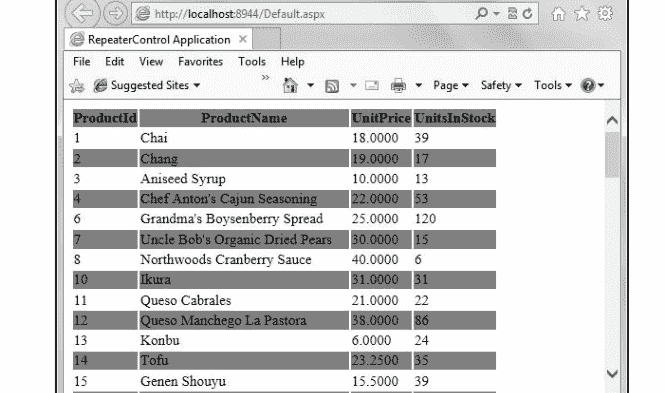 http://localhost:8944/Default.aspx
RepeaterControl Application
File Edit View Favorites Tools Help
Suggested Sites Page Safety Tools
ProductId ProductName UnitPrice UnitsInStock
1 Chai 18.0000 39
2 Chang 19.0000 17
3 Aniseed Syrup 10.0000 13
4 Chef Anton's Cajun Seasoning 22.0000 53
6 Grandma's Boysenberry Spread 25.0000 120
7 Uncle Bob's Organic Dried Pears 30.0000 15
8 Northwoods Cranberry Sauce 40.0000 6
10 Ikura 31.0000 31
11 Queso Cabrales 21.0000 22
12 Queso Manchego La Pastora 38.0000 86
13 Konbu 6.0000 24
14 Tofu 23.2500 35
15 Genen Shouyu 15.5000 39